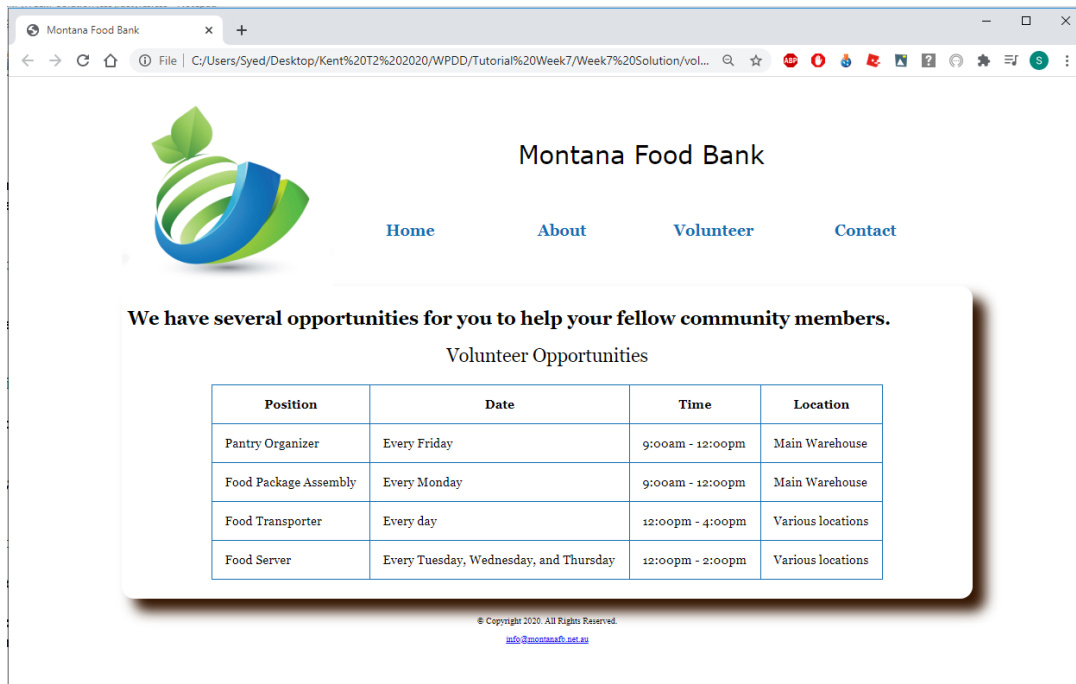 Montana Food Bank
File | C:/Users/Syed/Desktop/Kent%20T2%202020/WPDD/Tutorial%20Week7/Week7%20Solution/vol...
ABP
S
Montana Food Bank
Home About Volunteer Contact
We have several opportunities for you to help your fellow community members.
Volunteer Opportunities
Position Date Time Location
Pantry Organizer Every Friday 9:00am - 12:00pm Main Warehouse
Food Package Assembly Every Monday 9:00am - 12:00pm Main Warehouse
Food Transporter Every day 12:00pm - 4:00pm Various locations
Food Server Every Tuesday, Wednesday, and Thursday 12:00pm - 2:00pm Various locations
© Copyright 2020. All Rights Reserved.
info@montanafb.net.au